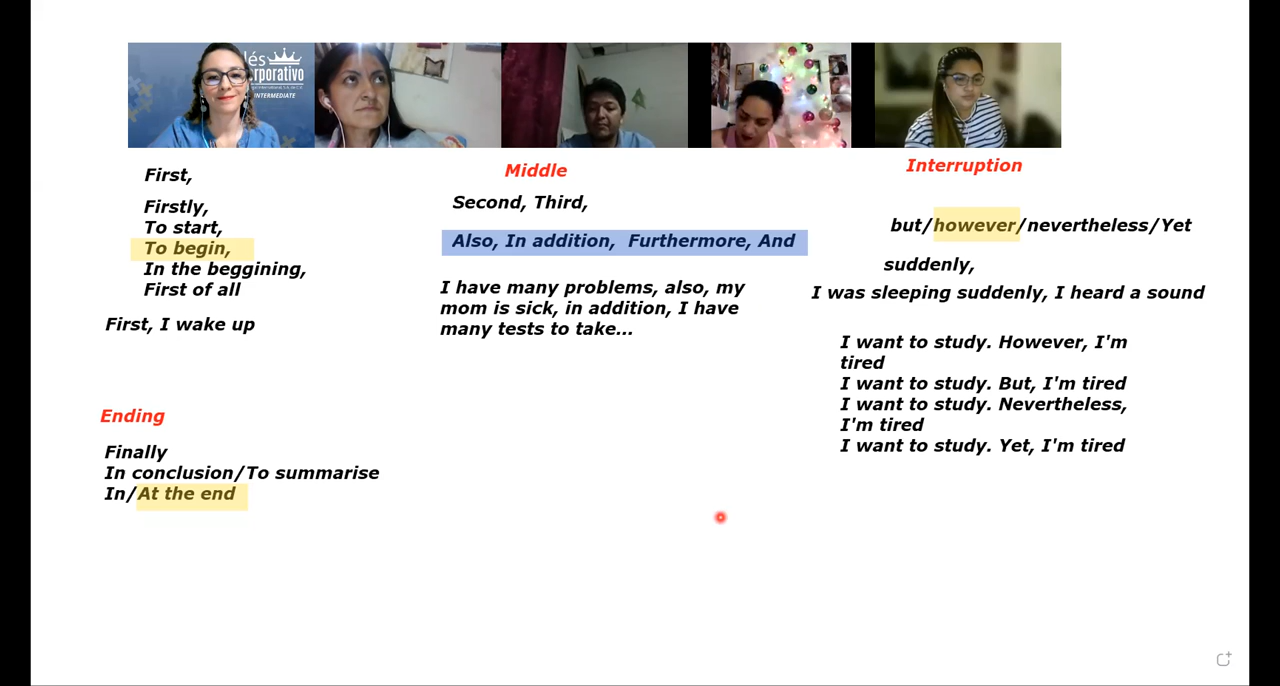 lés
rporativo
INTERMEDIATE
First,
Firstly,
To start,
To begin,
In the beggining,
First of all
First, I wake up
Middle
Second, Third,
Also, In addition,  Furthermore, And
I have many problems, also, my
mom is sick, in addition, I have
many tests to take...
Interruption
but/however/nevertheless/Yet
suddenly,
I was sleeping suddenly, I heard a sound
I want to study. However, I'm
tired
I want to study. But, I'm tired
I want to study. Nevertheless,
I'm tired
I want to study. Yet, I'm tired
Ending
Finally
In conclusion/To summarise
In/At the end